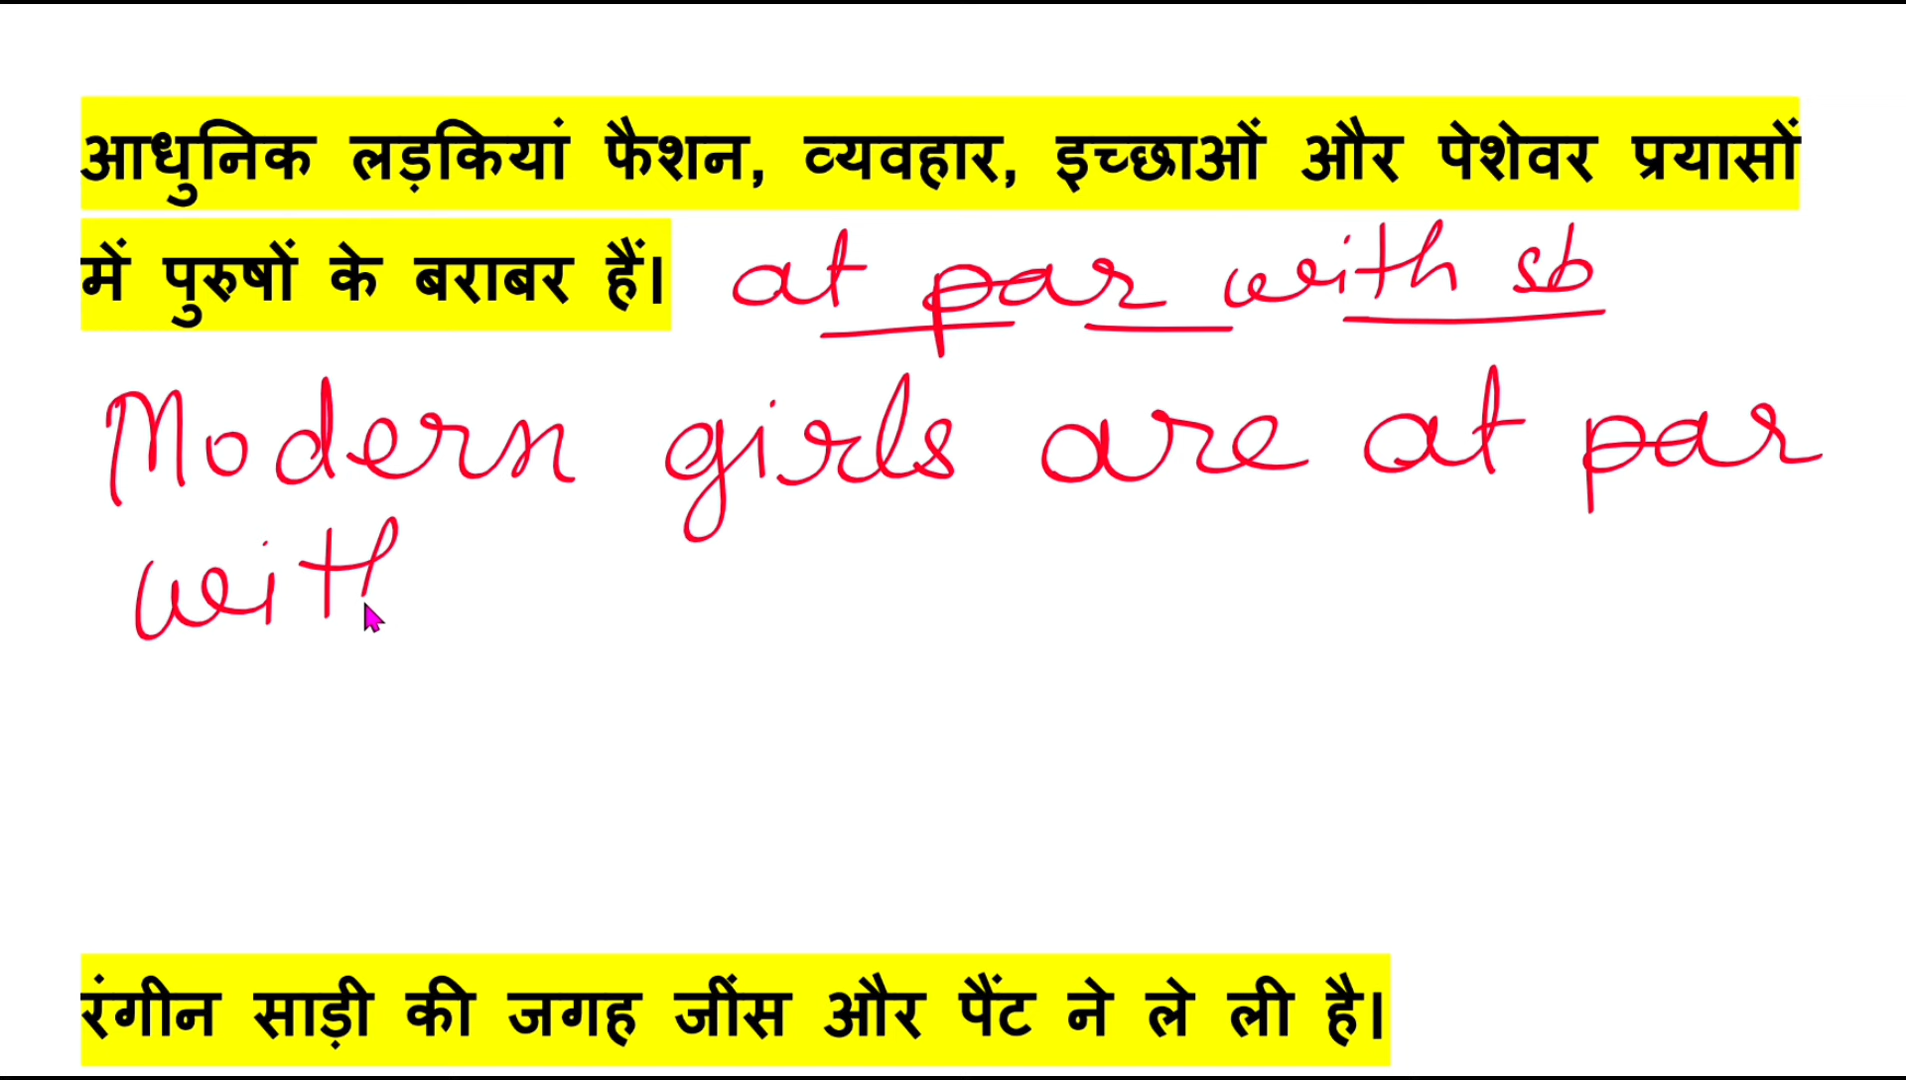 आधुनिक लड़कियां फैशन, व्यवहार, इच्छाओं और पेशेवर प्रयासों
में पुरुषों के बराबर हैं। at par with sb
Modern girls are at par
with
रंगीन साड़ी की जगह जींस और पैंट ने ले ली है।